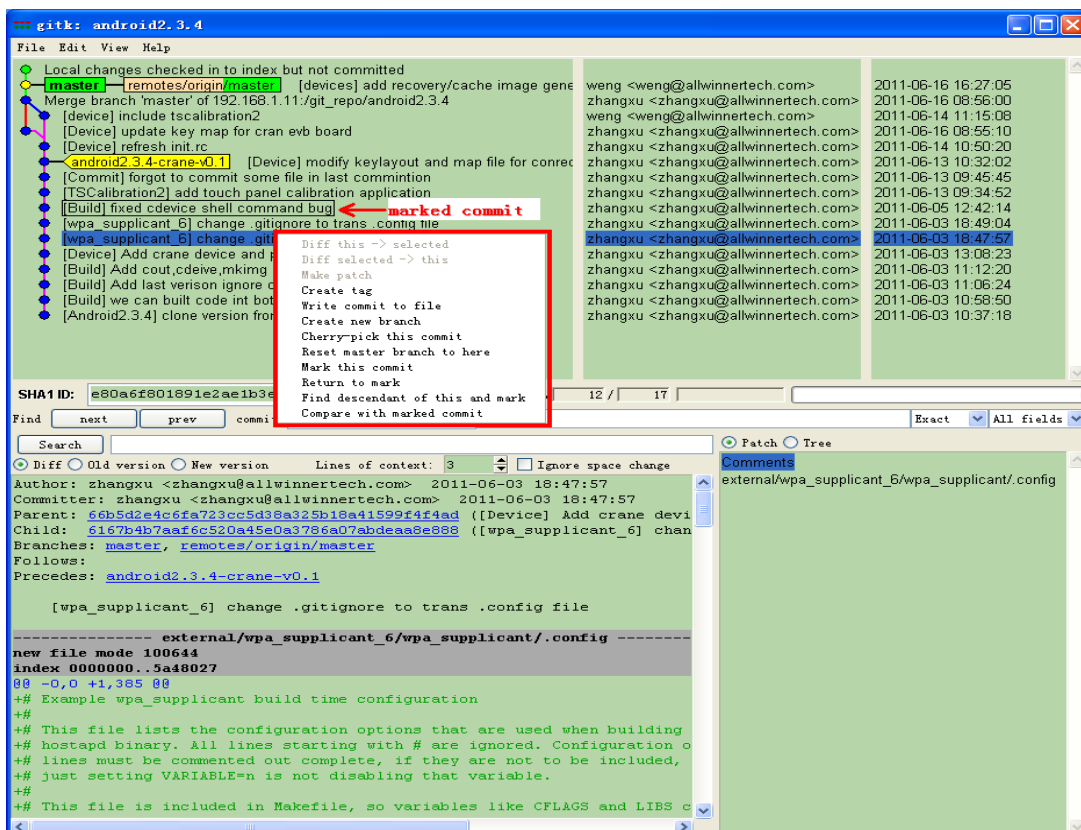 gitk: android2.3.4
File Edit View Help
Local changes checked in to index but not committed
master remotes/origin/master [devices] add recovery/cache image gene weng <weng@allwinnertech.com> 2011-06-16 16:27:05
Merge branch 'master' of 192.168.1.11:/git_repo/android2.3.4 zhangxu <zhangxu@allwinnertech.com> 2011-06-16 08:56:00
[device] include tscalibration2 weng <weng@allwinnertech.com> 2011-06-14 11:15:08
[Device] update key map for cran evb board zhangxu <zhangxu@allwinnertech.com> 2011-06-16 08:55:10
[Device] refresh init.rc zhangxu <zhangxu@allwinnertech.com> 2011-06-14 10:50:20
android2.3.4-crane-v0.1 [Device] modify keylayout and map file for conrec zhangxu <zhangxu@allwinnertech.com> 2011-06-13 10:32:02
[Commit] forgot to commit some file in last commintion zhangxu <zhangxu@allwinnertech.com> 2011-06-13 09:45:45
[TSCalibration2] add touch panel calibration application zhangxu <zhangxu@allwinnertech.com> 2011-06-13 09:34:52
[Build] fixed cdevice shell command bug marked commit zhangxu <zhangxu@allwinnertech.com> 2011-06-05 12:42:14
[wpa_supplicant_6] change .gitignore to trans .config file zhangxu <zhangxu@allwinnertech.com> 2011-06-03 18:49:04
[wpa_supplicant_6] change .giti zhangxu <zhangxu@allwinnertech.com> 2011-06-03 18:47:57
[Device] Add crane device and p zhangxu <zhangxu@allwinnertech.com> 2011-06-03 13:08:23
[Build] Add cout,cdeive,mkimg zhangxu <zhangxu@allwinnertech.com> 2011-06-03 11:12:20
[Build] Add last verison ignore c zhangxu <zhangxu@allwinnertech.com> 2011-06-03 11:06:24
[Build] we can built code int bot zhangxu <zhangxu@allwinnertech.com> 2011-06-03 10:58:50
[Android2.3.4] clone version from zhangxu <zhangxu@allwinnertech.com> 2011-06-03 10:37:18
Diff this -> selected
Diff selected -> this
Make patch
Create tag
Write commit to file
Create new branch
Cherry-pick this commit
Reset master branch to here
Mark this commit
Return to mark
Find descendant of this and mark
Compare with marked commit
SHA1 ID: e80a6f801891e2ae1b3e 12 / 17
Find next prev commi Exact All fields
Search
Diff Old version New version Lines of context: 3 Ignore space change
Patch Tree
Comments
external/wpa_supplicant_6/wpa_supplicant/.config
Author: zhangxu <zhangxu@allwinnertech.com> 2011-06-03 18:47:57
Committer: zhangxu <zhangxu@allwinnertech.com> 2011-06-03 18:47:57
Parent: 66b5d2e4c6fa723cc5d38a325b18a41599f4f4ad ([Device] Add crane devi
Child: 6167b4b7aaf6c520a45e0a3786a07abdeaa8e888 ([wpa_supplicant_6] chan
Branches: master, remotes/origin/master
Follows:
Precedes: android2.3.4-crane-v0.1
[wpa_supplicant_6] change .gitignore to trans .config file
---------------- external/wpa_supplicant_6/wpa_supplicant/.config --------
new file mode 100644
index 0000000..5a48027
@@ -0,0 +1,385 @@
+# Example wpa_supplicant build time configuration
+#
+# This file lists the configuration options that are used when building
+# hostapd binary. All lines starting with # are ignored. Configuration o
+# lines must be commented out complete, if they are not to be included,
+# just setting VARIABLE=n is not disabling that variable.
+#
+# This file is included in Makefile, so variables like CFLAGS and LIBS c